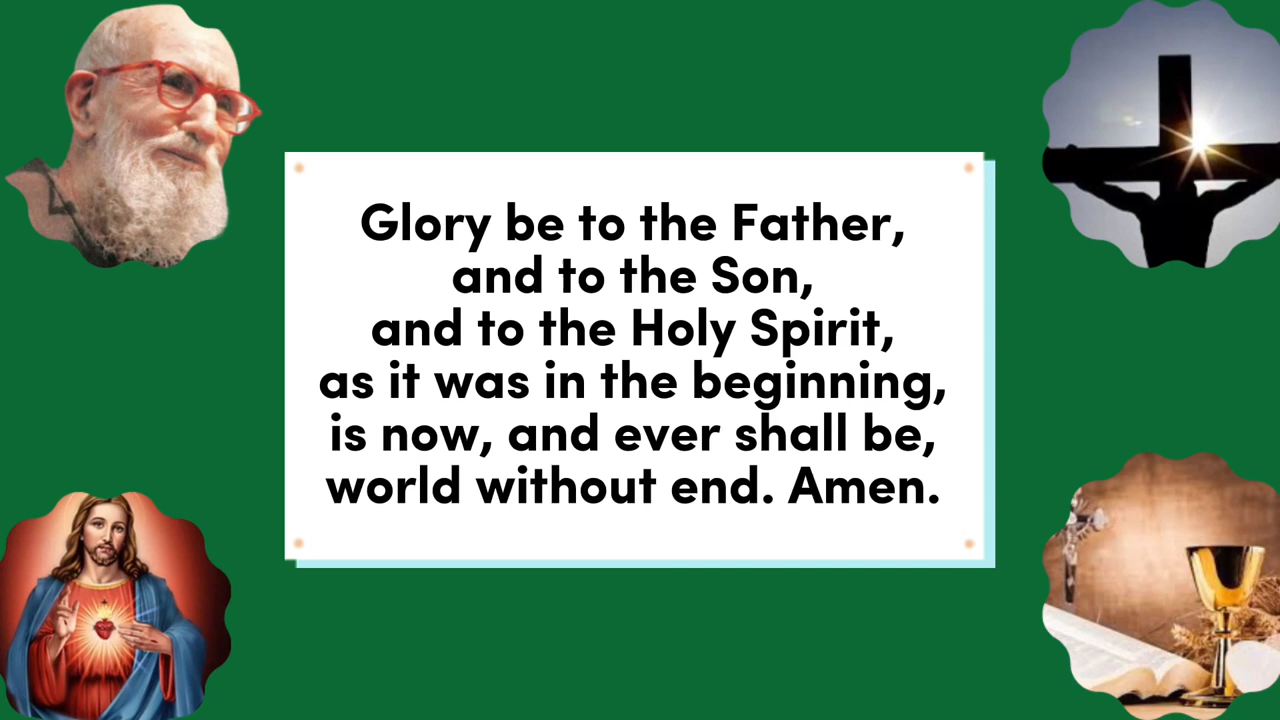 Glory be to the Father,
and to the Son,
and to the Holy Spirit,
as it was in the beginning,
is now, and ever shall be,
world without end. Amen.